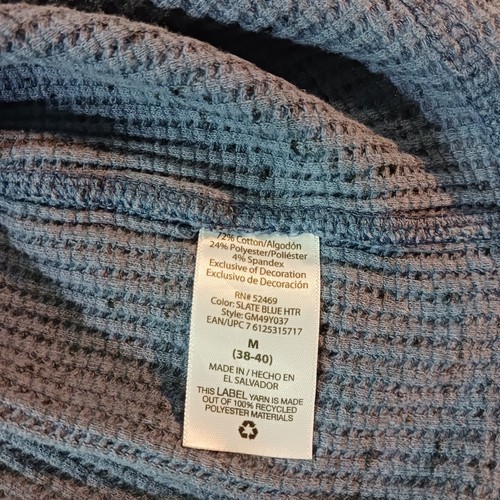 72% Cotton/Algodón
24% Polyester/Poliéster
4% Spandex
Exclusive of Decoration
Exclusivo de Decoración
RN# 52469
Color: SLATE BLUE HTR
Style: GM49Y037
EAN/UPC 7 6125315717
M
(38-40)
MADE IN / HECHO EN
EL SALVADOR
THIS LABEL YARN IS MADE
OUT OF 100% RECYCLED
POLYESTER MATERIALS